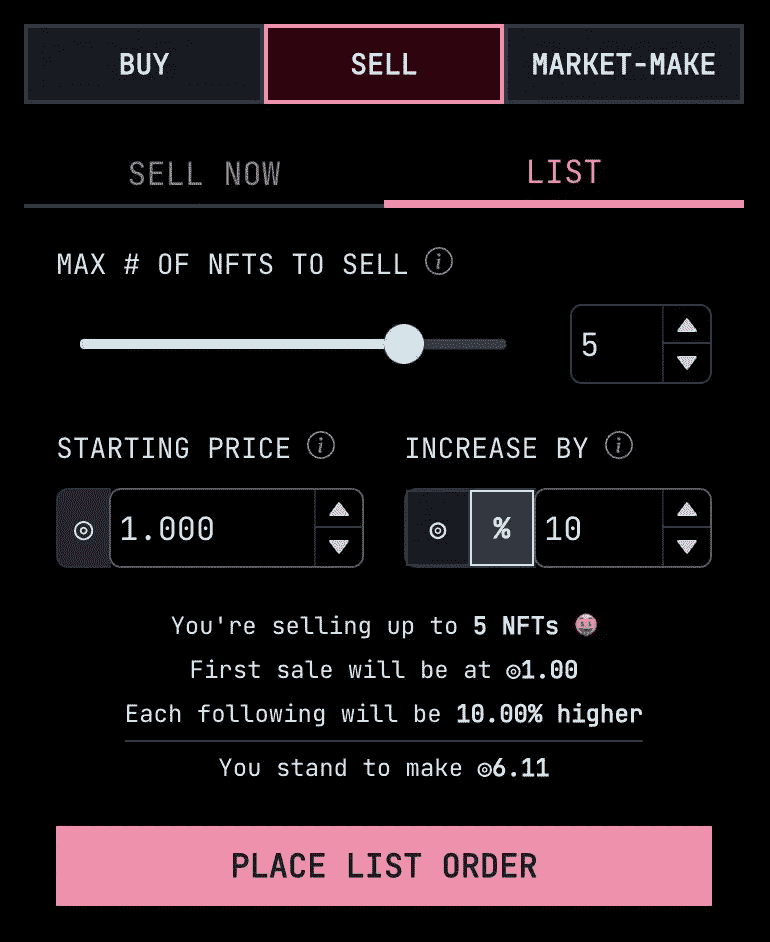 BUY SELL MARKET-MAKE
SELL NOW LIST
MAX # OF NFTS TO SELL i
5
STARTING PRICE i INCREASE BY i
◎ 1.000 ◎ % 10
You're selling up to 5 NFTs 🤑
First sale will be at ◎1.00
Each following will be 10.00% higher
You stand to make ◎6.11
PLACE LIST ORDER